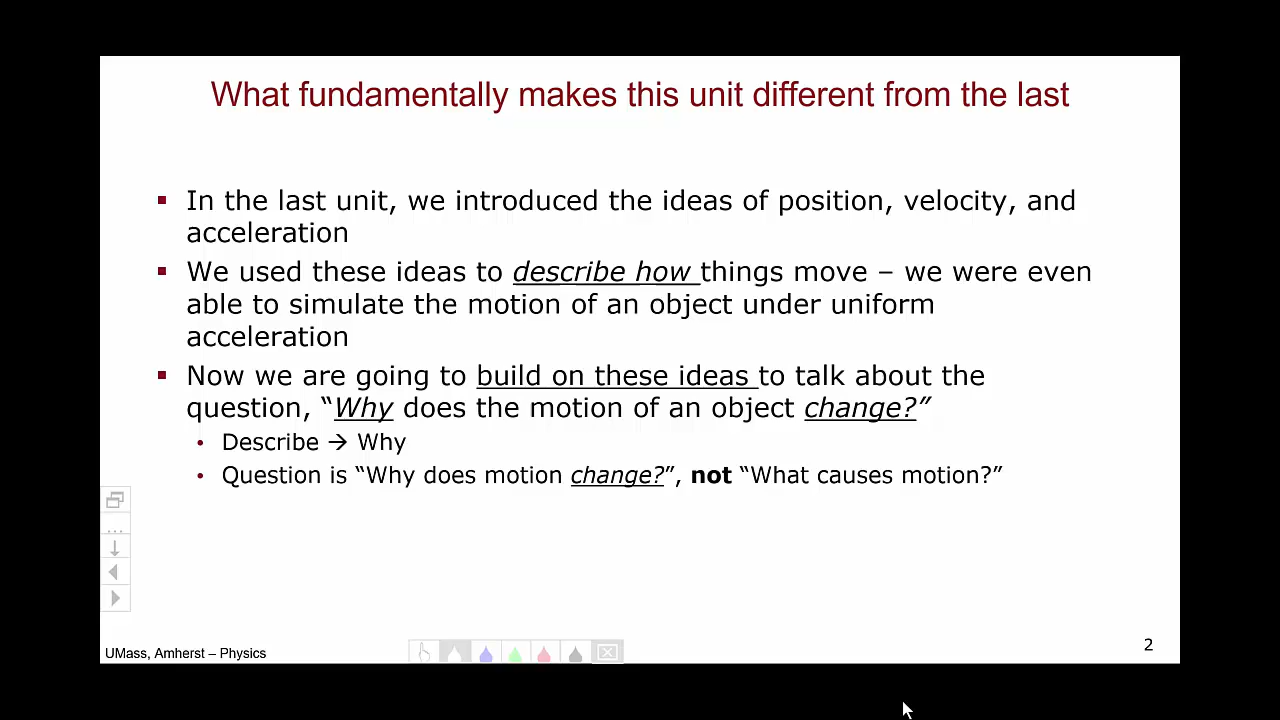 What fundamentally makes this unit different from the last
▪ In the last unit, we introduced the ideas of position, velocity, and
acceleration
▪ We used these ideas to describe how things move – we were even
able to simulate the motion of an object under uniform
acceleration
▪ Now we are going to build on these ideas to talk about the
question, “Why does the motion of an object change?”
• Describe → Why
• Question is “Why does motion change?”, not “What causes motion?”
UMass, Amherst – Physics
2